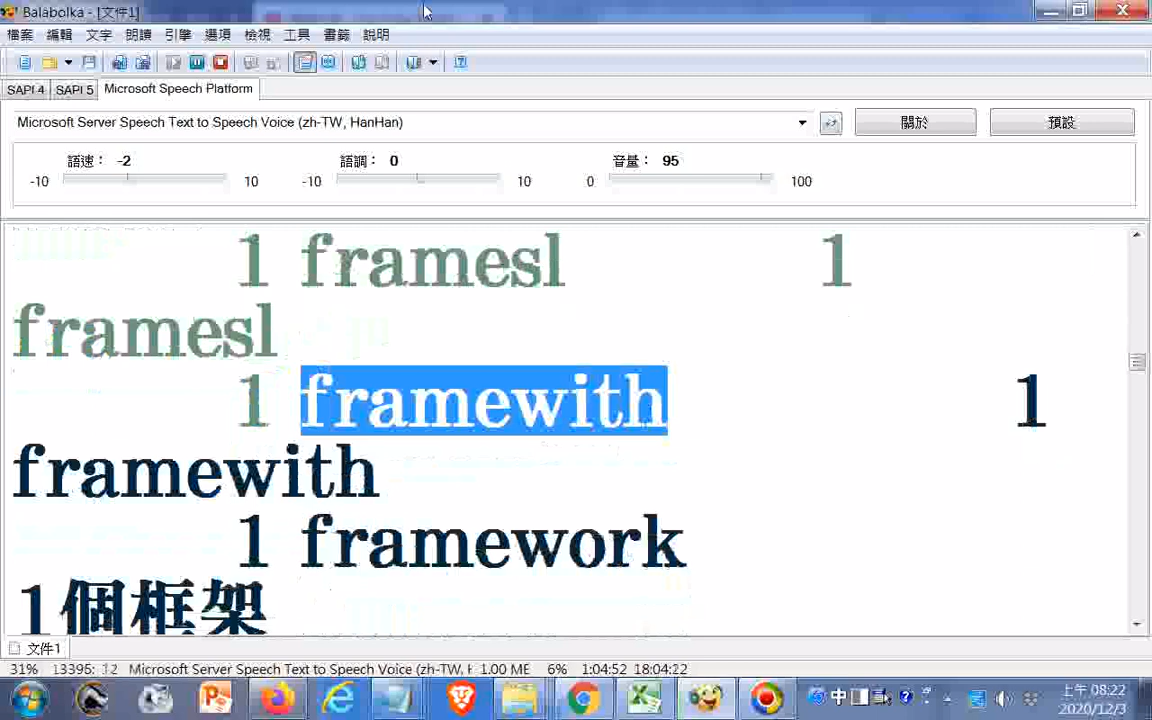 Balabolka - [文件1]
檔案 編輯 文字 朗讀 引擎 選項 檢視 工具 書籤 說明
SAPI 4 SAPI 5 Microsoft Speech Platform
Microsoft Server Speech Text to Speech Voice (zh-TW, HanHan) 關於 預設
語速： -2 語調： 0 音量： 95
-10 10 -10 10 0 100
1 framesl 1
framesl
1 framewith 1
framewith
1 framework
1個框架
文件1
31% 13395: 12 Microsoft Server Speech Text to Speech Voice (zh-TW, 1.00 ME 6% 1:04:52 18:04:22
中 上午 08:22
2020/12/3